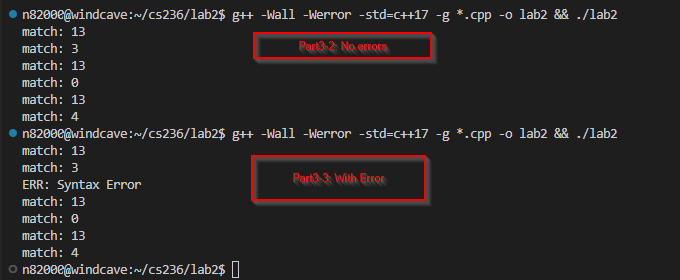 n82000@windcave:~/cs236/lab2$ g++ -Wall -Werror -std=c++17 -g *.cpp -o lab2 && ./lab2
match: 13
match: 3
Part3-2: No errors
match: 13
match: 0
match: 13
match: 4
n82000@windcave:~/cs236/lab2$ g++ -Wall -Werror -std=c++17 -g *.cpp -o lab2 && ./lab2
match: 13
match: 3
ERR: Syntax Error
Part3-3: With Error
match: 13
match: 0
match: 13
match: 4
n82000@windcave:~/cs236/lab2$